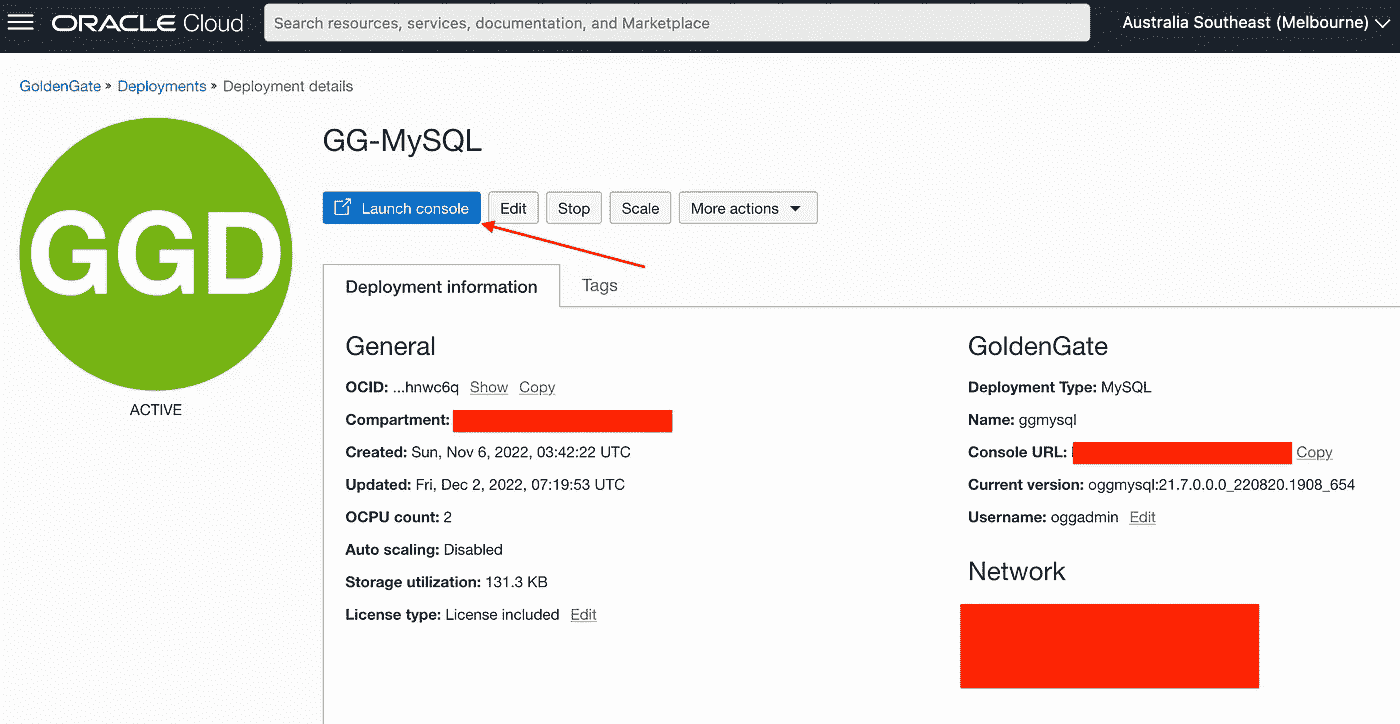 ORACLE Cloud
Search resources, services, documentation, and Marketplace
Australia Southeast (Melbourne)
GoldenGate » Deployments » Deployment details
GGD
ACTIVE
GG-MySQL
Launch console
Edit
Stop
Scale
More actions
Deployment information
Tags
General
OCID: ...hnwc6q Show Copy
Compartment:
Created: Sun, Nov 6, 2022, 03:42:22 UTC
Updated: Fri, Dec 2, 2022, 07:19:53 UTC
OCPU count: 2
Auto scaling: Disabled
Storage utilization: 131.3 KB
License type: License included Edit
GoldenGate
Deployment Type: MySQL
Name: ggmysql
Console URL: Copy
Current version: oggmysql:21.7.0.0.0_220820.1908_654
Username: oggadmin Edit
Network